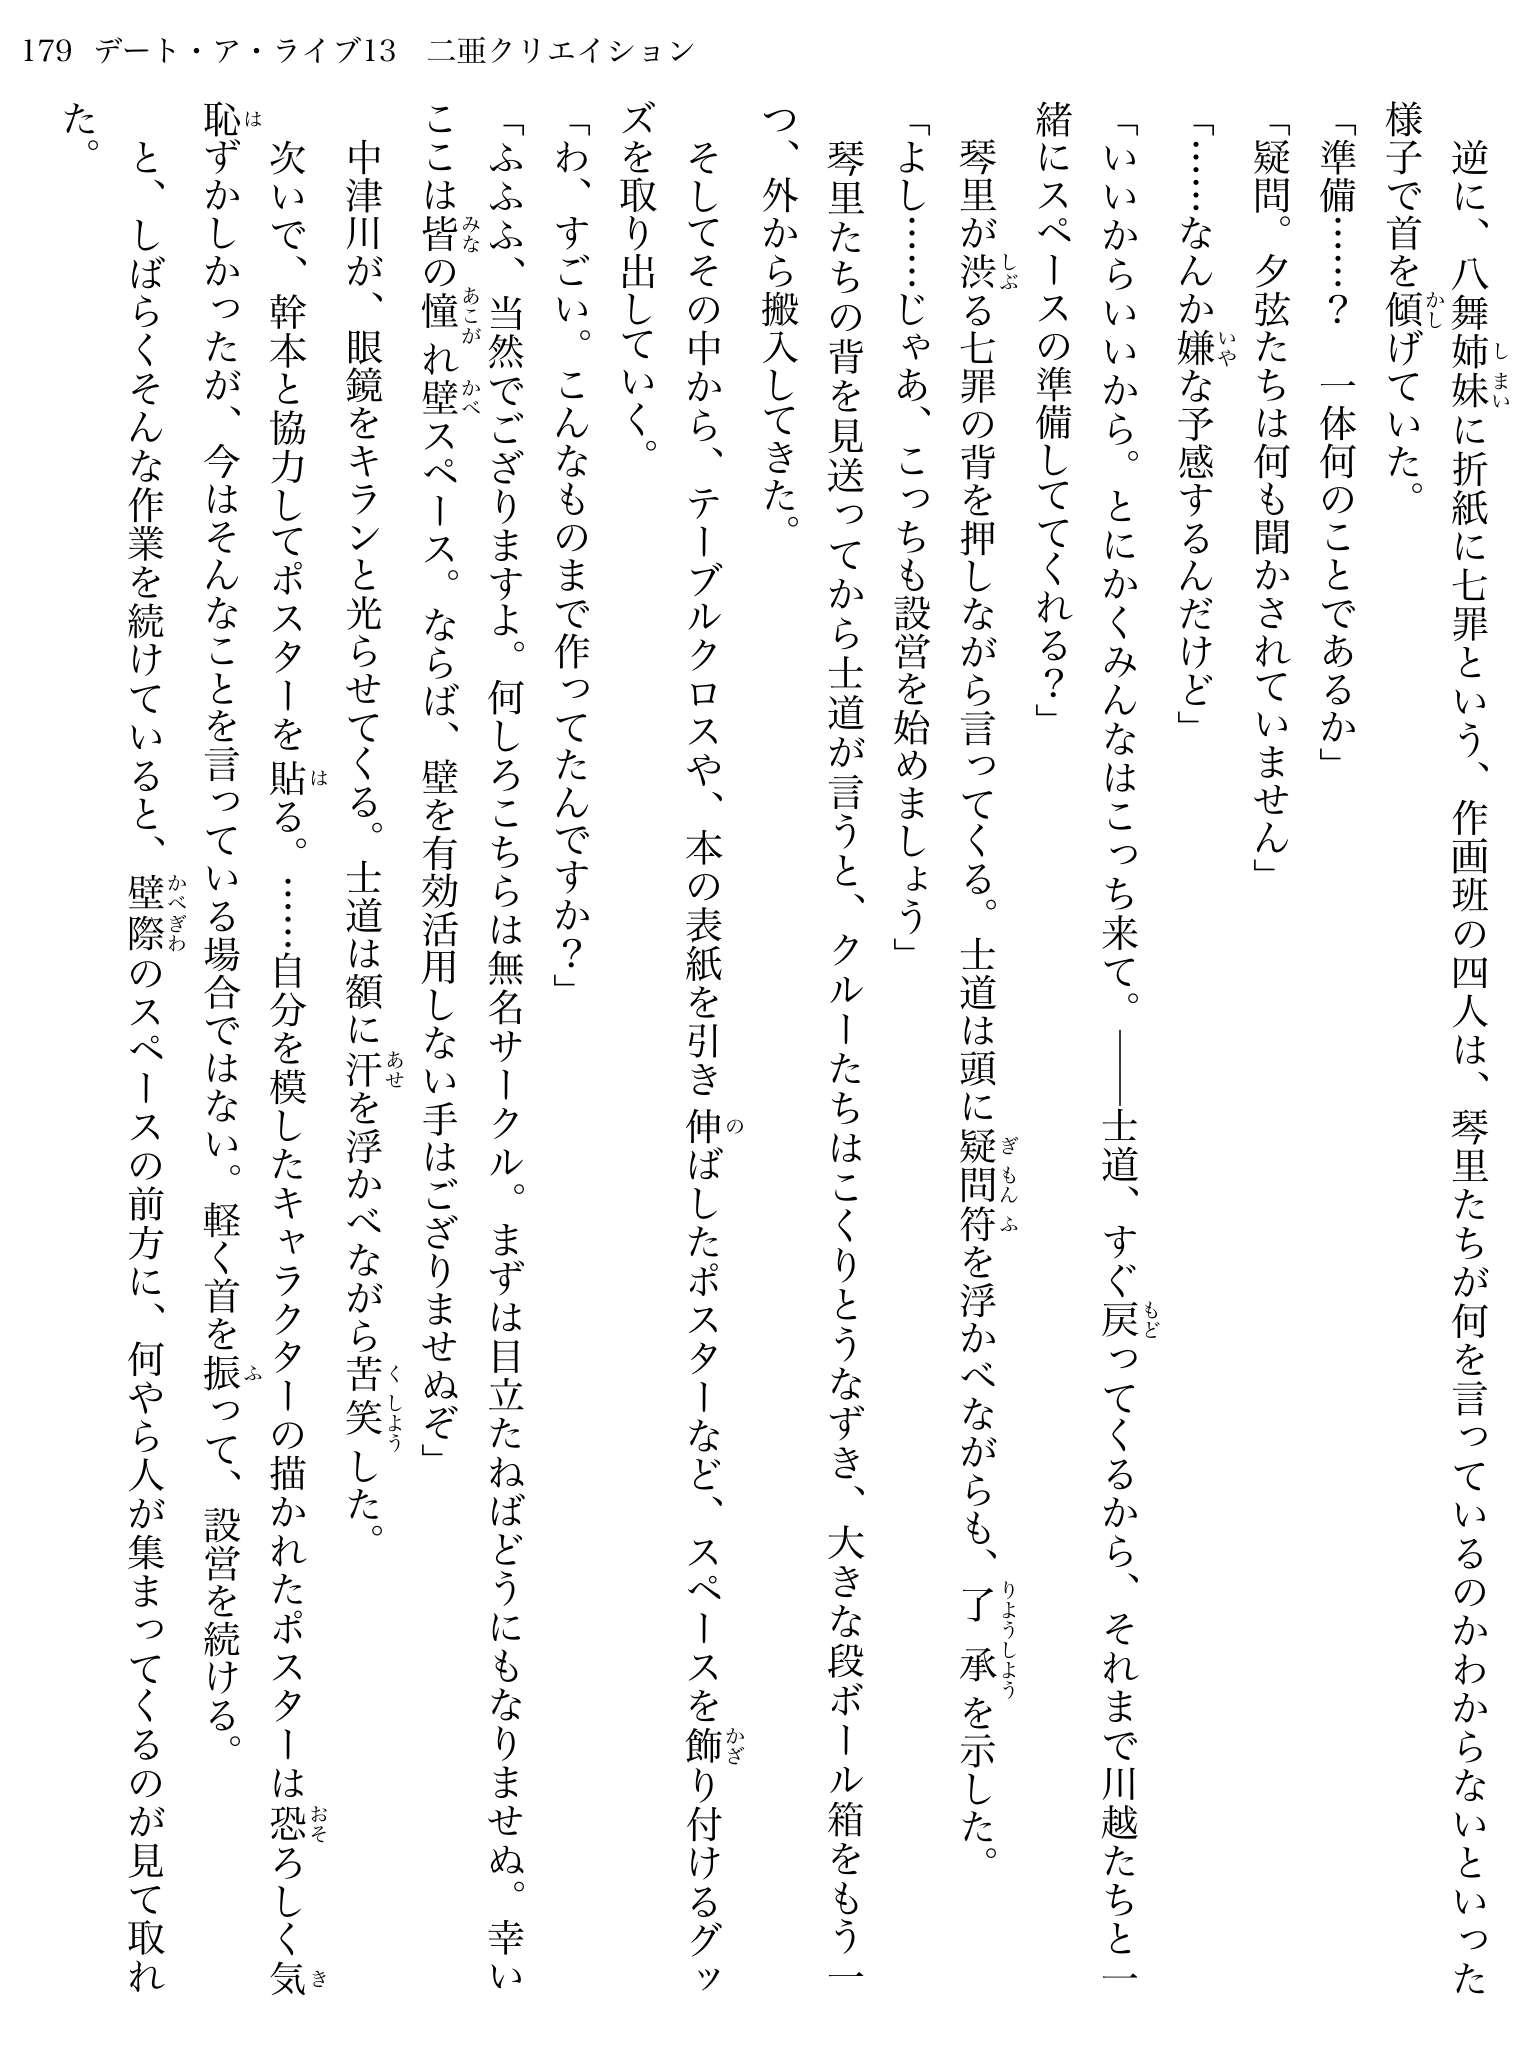 179 デート・ア・ライブ13　二亜クリエイション
　逆に、八舞姉妹に折紙に七罪という、作画班の四人は、琴里たちが何を言っているのかわからないといった
様子で首を傾げていた。
「準備……？　一体何のことであるか」
「疑問。夕弦たちは何も聞かされていません」
「……なんか嫌な予感するんだけど」
「いいからいいから。とにかくみんなはこっち来て。――士道、すぐ戻ってくるから、それまで川越たちと一
緒にスペースの準備しててくれる？」
　琴里が渋る七罪の背を押しながら言ってくる。士道は頭に疑問符を浮かべながらも、了承を示した。
「よし……じゃあ、こっちも設営を始めましょう」
　琴里たちの背を見送ってから士道が言うと、クルーたちはこくりとうなずき、大きな段ボール箱をもう一
つ、外から搬入してきた。
　そしてその中から、テーブルクロスや、本の表紙を引き伸ばしたポスターなど、スペースを飾り付けるグッ
ズを取り出していく。
「わ、すごい。こんなものまで作ってたんですか？」
「ふふふ、当然でござりますよ。何しろこちらは無名サークル。まずは目立たねばどうにもなりませぬ。幸い
ここは皆の憧れ壁スペース。ならば、壁を有効活用しない手はござりませぬぞ」
　中津川が、眼鏡をキランと光らせてくる。士道は額に汗を浮かべながら苦笑した。
　次いで、幹本と協力してポスターを貼る。……自分を模したキャラクターの描かれたポスターは恐ろしく気
恥ずかしかったが、今はそんなことを言っている場合ではない。軽く首を振って、設営を続ける。
　と、しばらくそんな作業を続けていると、壁際のスペースの前方に、何やら人が集まってくるのが見て取れ
た。